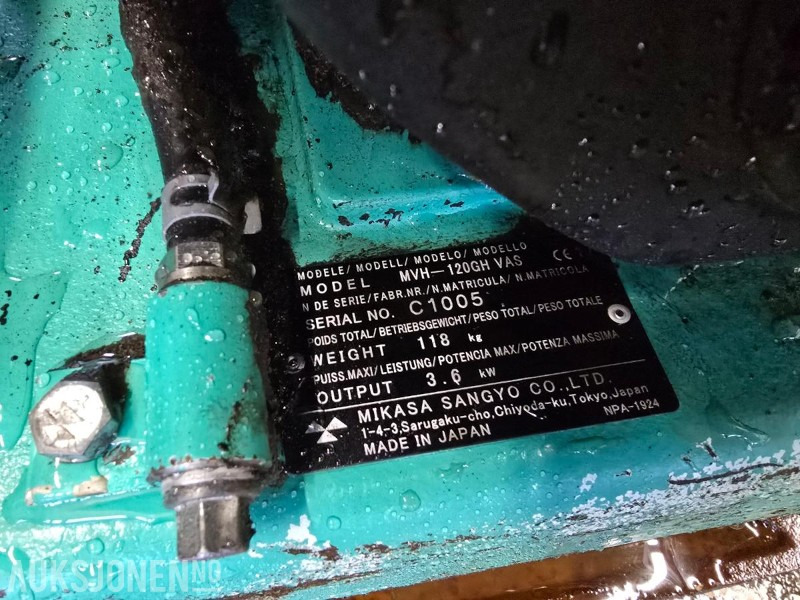 MODELE/ MODELL/ MODELO/ MODELLO
MODEL MVH-120GH VAS CE
N DE SERIE/FABR.NR./N.MATRICULA/ N.MATRICOLA
SERIAL NO. C1005
POIDS TOTAL/BETRIEBSGEWICHT/PESO TOTAL/PESO TOTALE
WEIGHT 118 kg
PUISS.MAXI/LEISTUNG/POTENCIA MAX/POTENZA MASSIMA
OUTPUT 3.6 kW
MIKASA SANGYO CO.,LTD.
1-4-3,Sarugaku-cho,Chiyoda-ku,Tokyo,Japan
MADE IN JAPAN NPA-1924
AUKSJONEN.NO